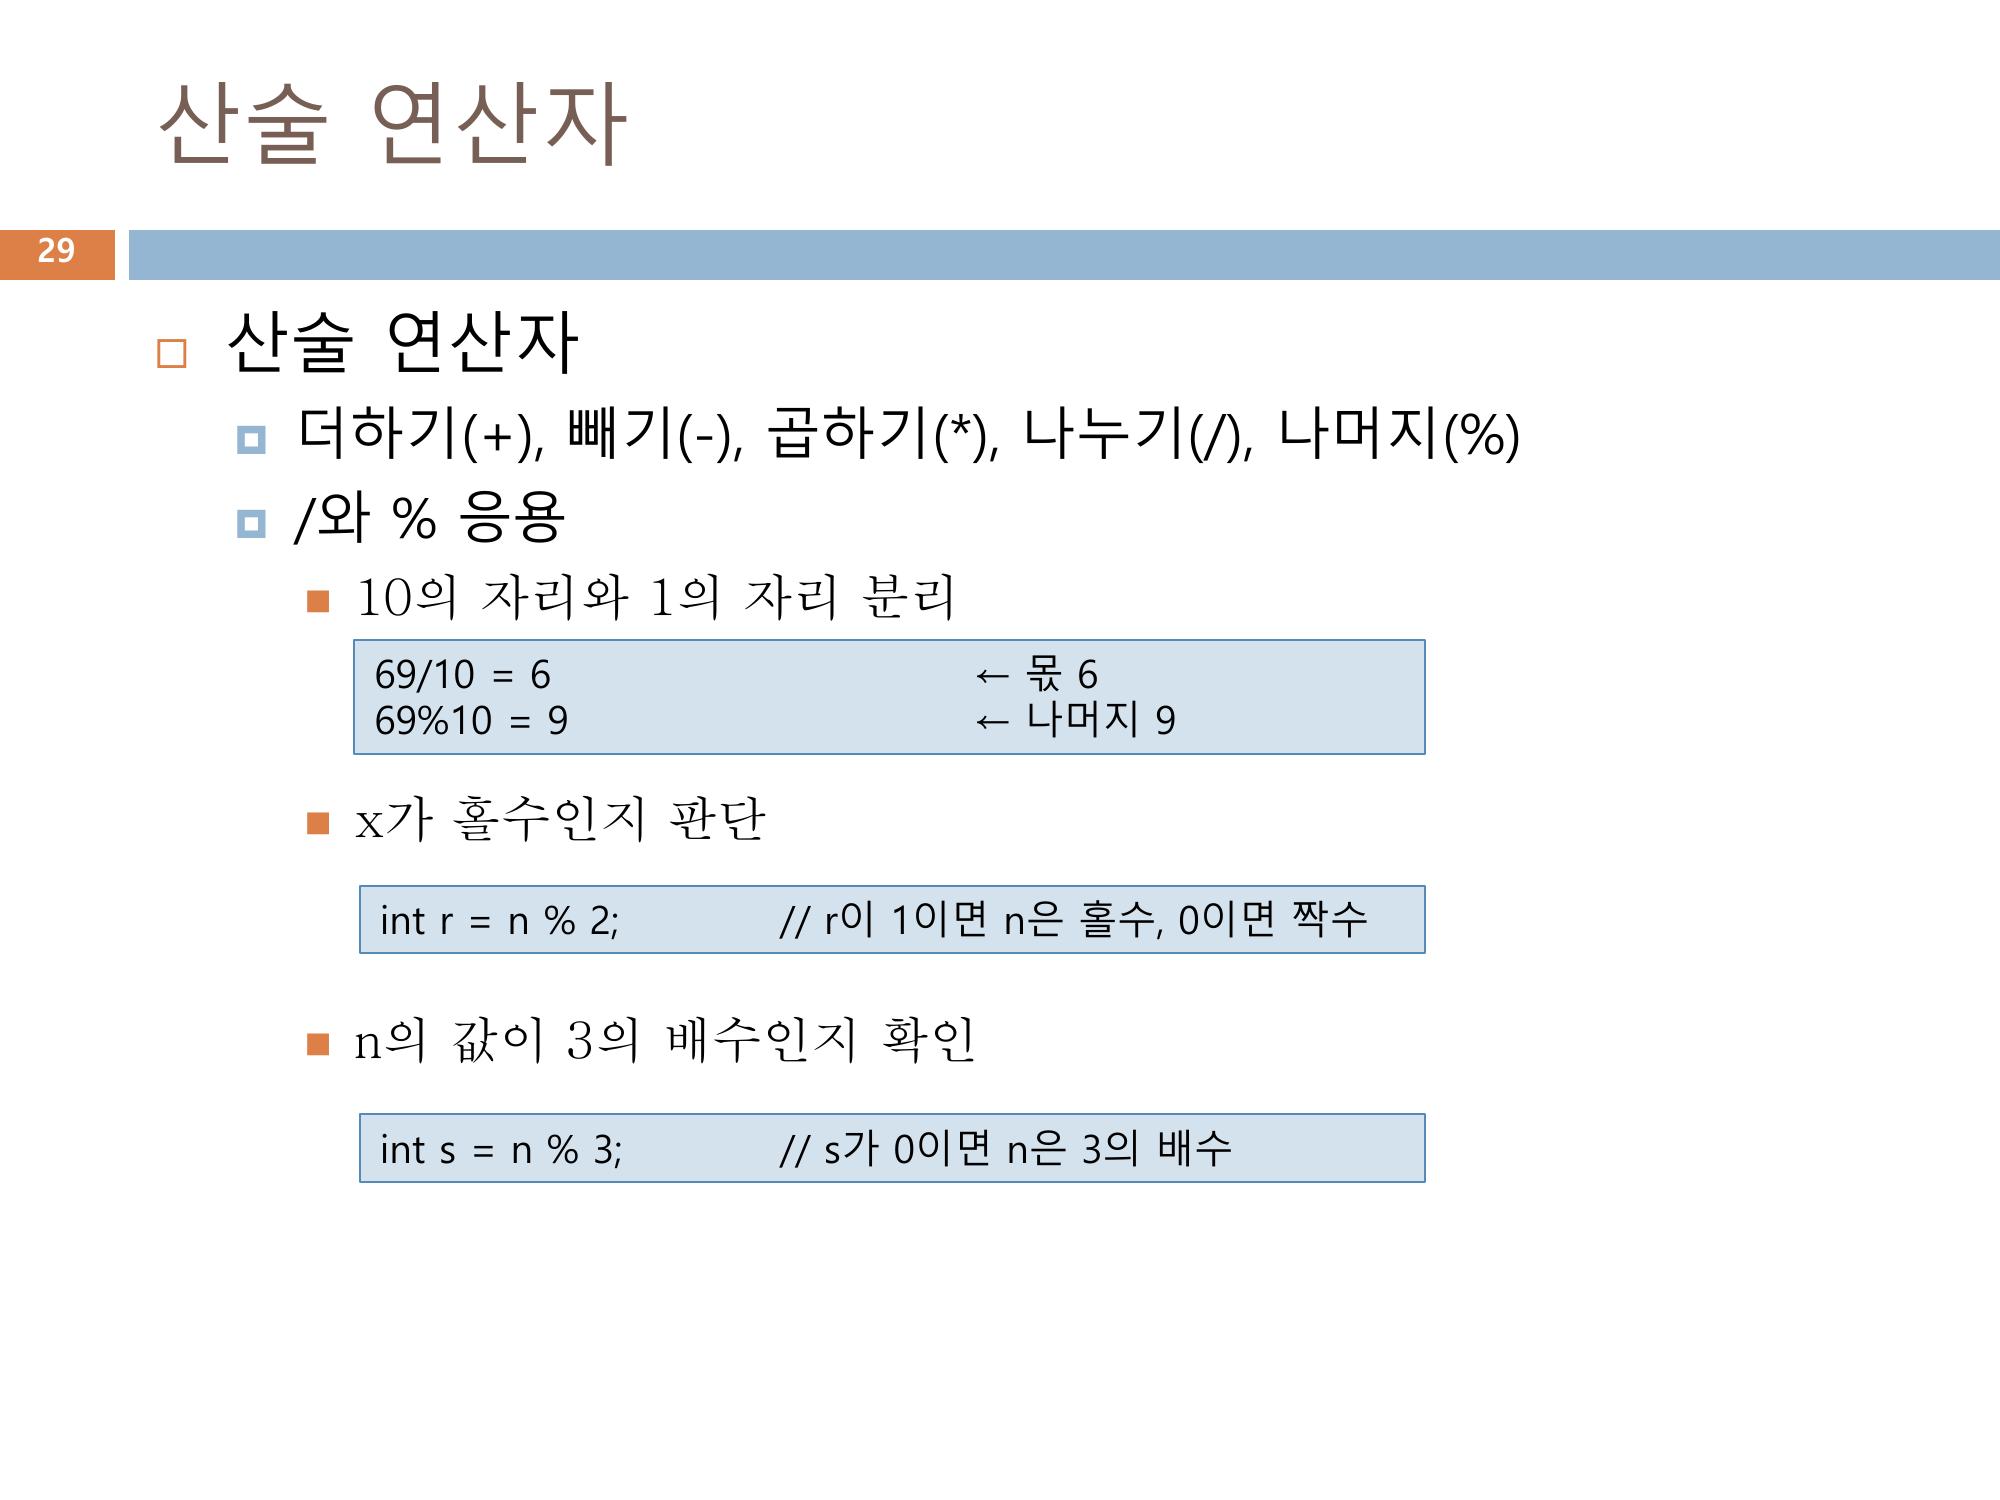 산술 연산자
29
산술 연산자
더하기(+), 빼기(-), 곱하기(*), 나누기(/), 나머지(%)
/와 % 응용
10의 자리와 1의 자리 분리
69/10 = 6 ← 몫 6
69%10 = 9 ← 나머지 9
x가 홀수인지 판단
int r = n % 2; // r이 1이면 n은 홀수, 0이면 짝수
n의 값이 3의 배수인지 확인
int s = n % 3; // s가 0이면 n은 3의 배수